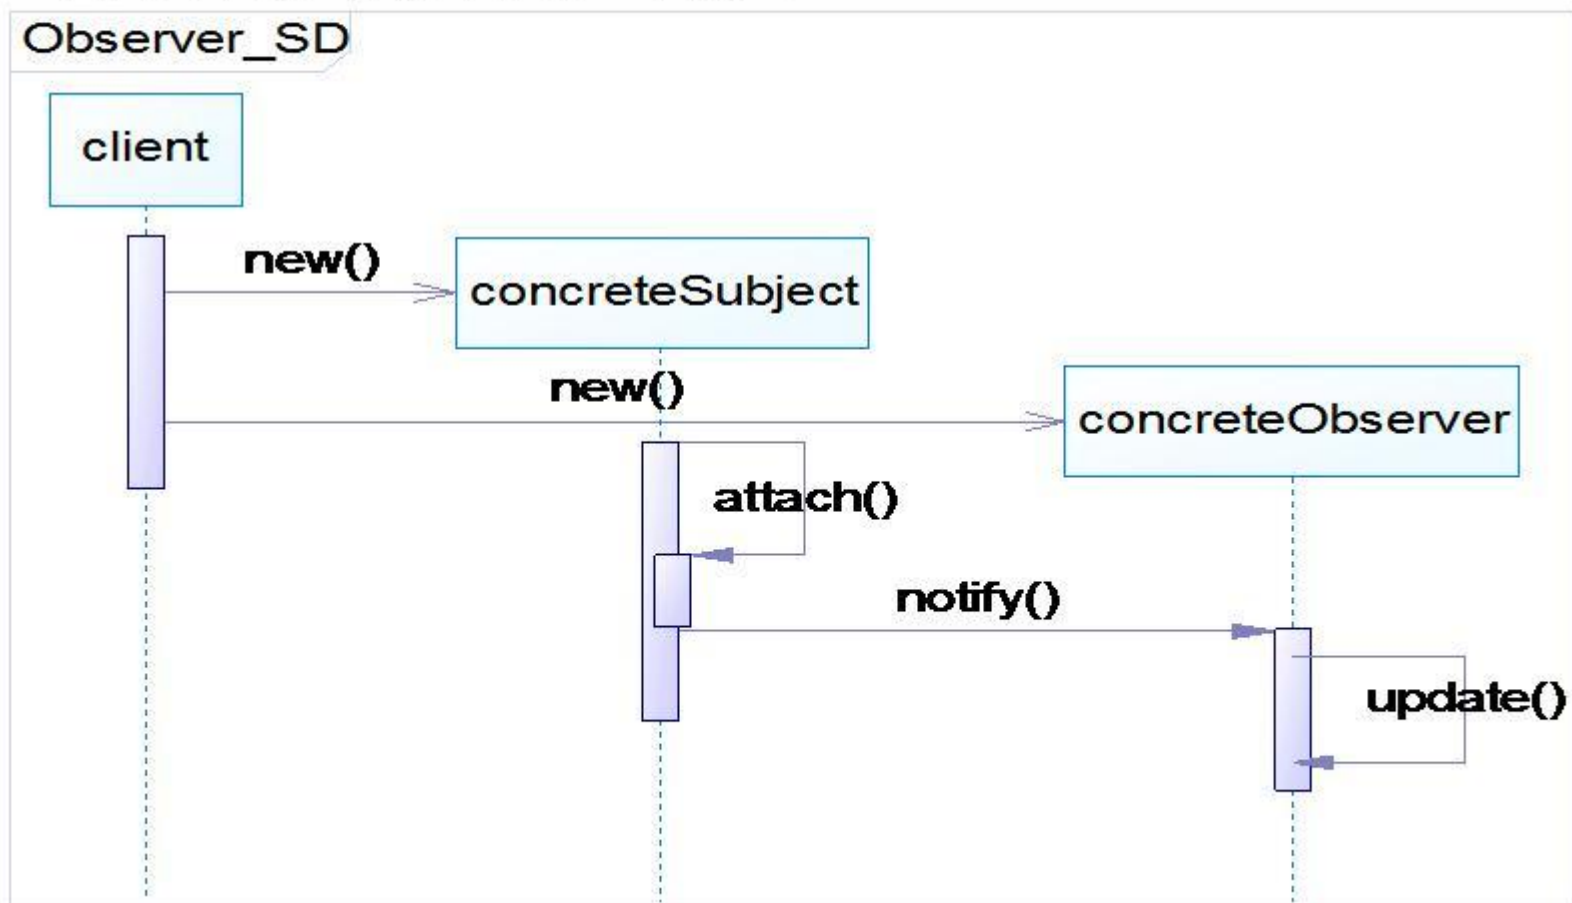 Observer_SD
client
new()
concreteSubject
new()
concreteObserver
attach()
notify()
update()